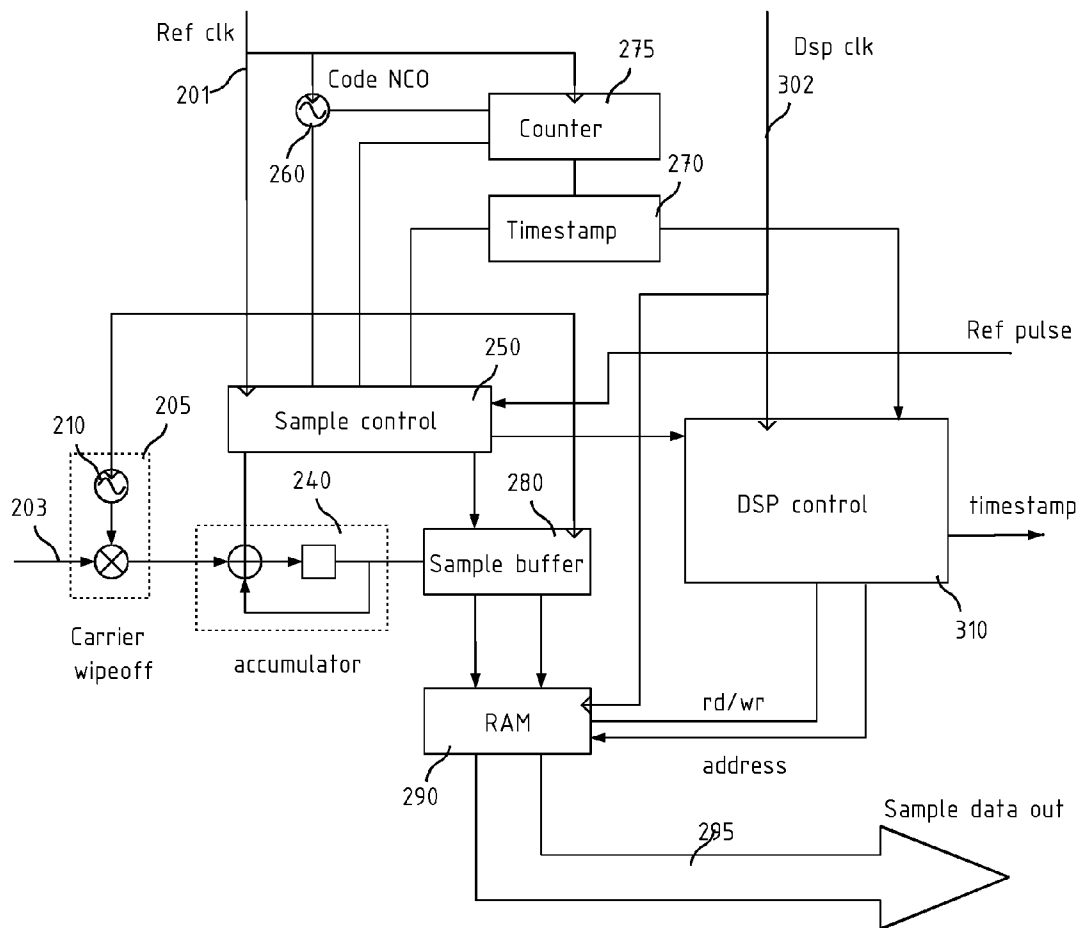 Ref clk
Dsp clk
275
Code NCO
302
201
Counter
260
270
Timestamp
Ref pulse
250
205
210
Sample control
240
280
DSP control
timestamp
203
Sample buffer
310
Carrier
wipeoff
accumulator
RAM
rd/wr
address
290
Sample data out
295